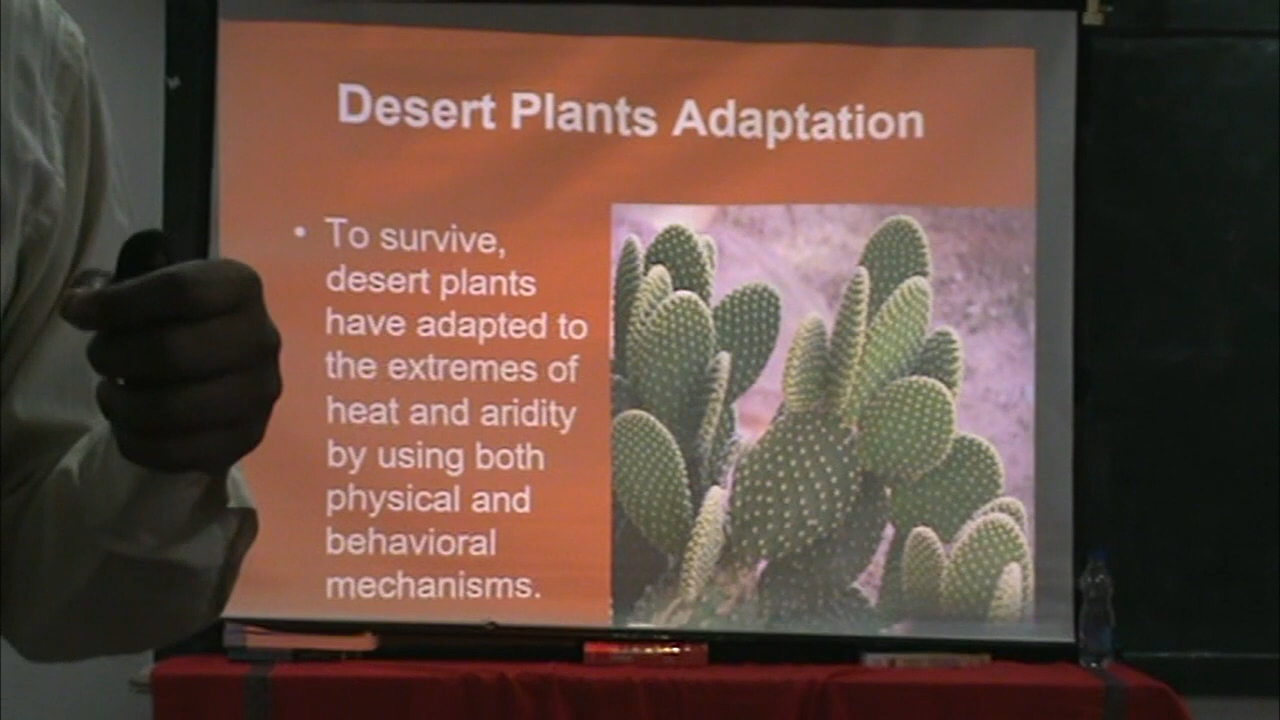 Desert Plants Adaptation
• To survive,
desert plants
have adapted to
the extremes of
heat and aridity
by using both
physical and
behavioral
mechanisms.